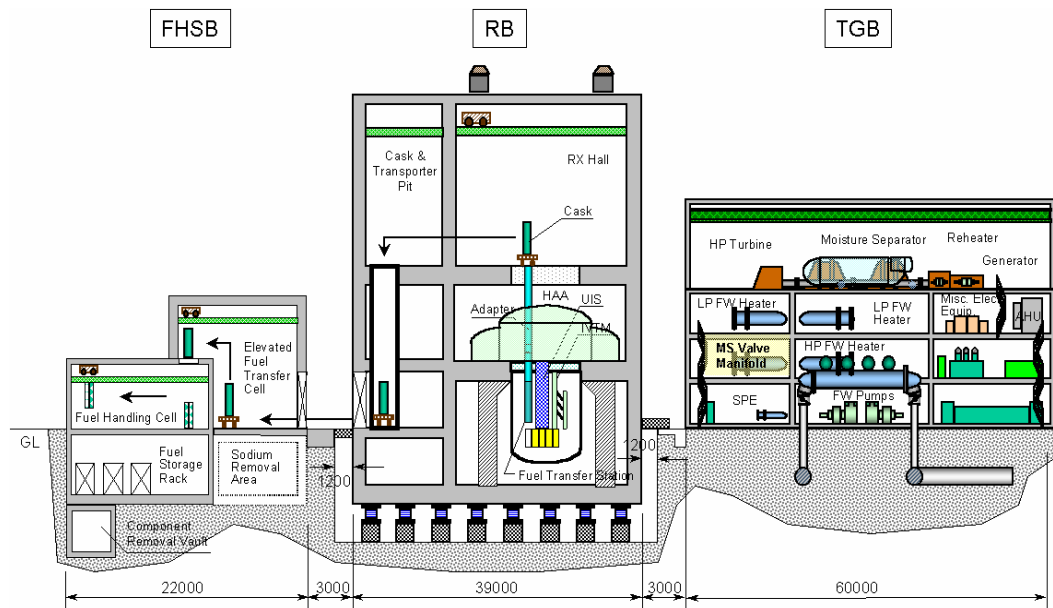 FHSB
RB
TGB
Cask &
Transporter
Pit
RX Hall
Cask
HP Turbine
Moisture Separator
Reheater
Generator
Adapter
HAA
UIS
IVTM
LP FW Heater
LP FW
Heater
Misc. Elect.
Equip.
AHU
Elevated
Fuel
Transfer
Cell
MS Valve
Manifold
HP FW Heater
Fuel Handling Cell
SPE
FW Pumps
GL
Fuel
Storage
Rack
Sodium
Removal
Area
1200
Fuel Transfer Station
1200
Component
Removal Vault
22000
3000
39000
3000
60000